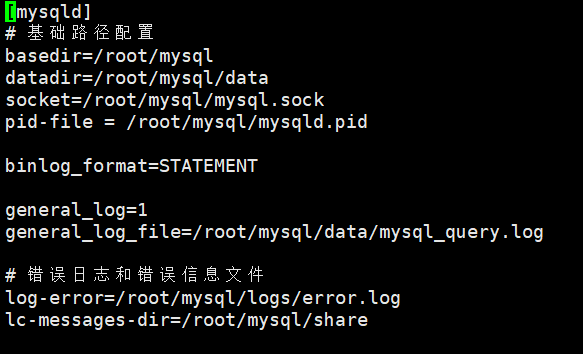 [mysqld]
# 基础路径配置
basedir=/root/mysql
datadir=/root/mysql/data
socket=/root/mysql/mysql.sock
pid-file = /root/mysql/mysqld.pid
binlog_format=STATEMENT
general_log=1
general_log_file=/root/mysql/data/mysql_query.log
# 错误日志和错误信息文件
log-error=/root/mysql/logs/error.log
lc-messages-dir=/root/mysql/share